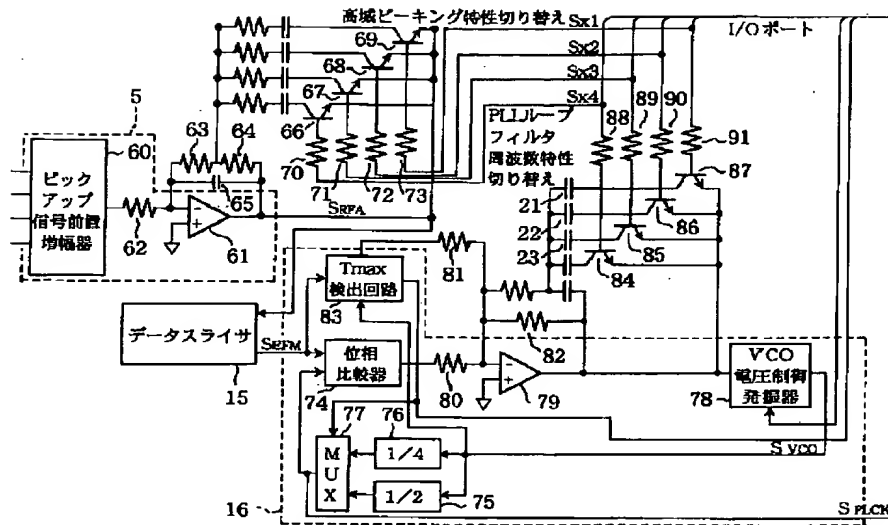 高域ピーキング特性切り替え
I/Oポート
69
Sx1
68
Sx2
67
Sx3
66
Sx4
88
89
90
91
PLLループ
フィルタ
周波数特性
切り替え
87
5
60
63
64
65
70
71
72
73
ピック
アップ
信号前置
増幅器
62
61
SRFA
21
22
23
86
85
84
81
Tmax
検出回路
83
82
データスライサ
15
SEFM
位相
比較器
74
80
79
VCO
電圧制御
発振器
78
77
76
MUX
1/4
1/2
75
SVCO
16
SPLCK